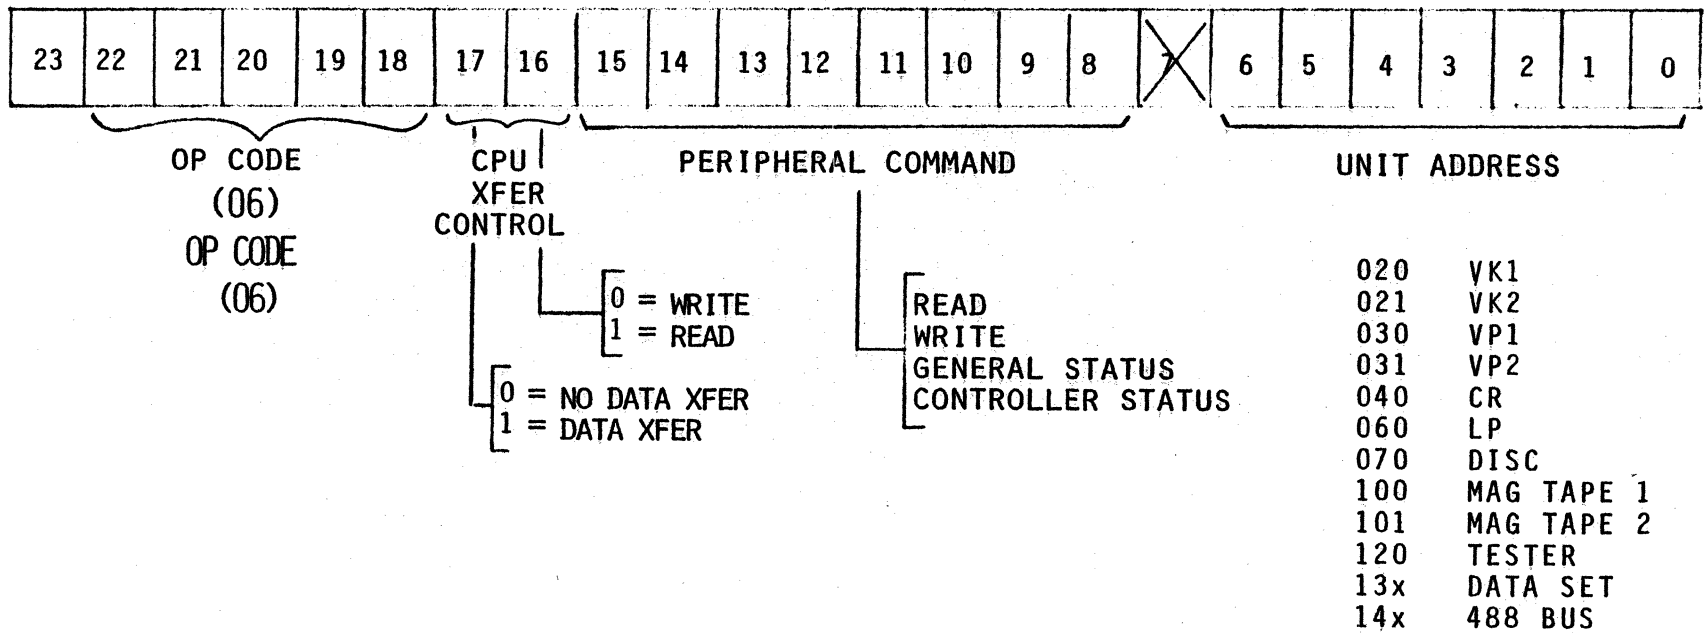 23 22 21 20 19 18 17 16 15 14 13 12 11 10 9 8 7 6 5 4 3 2 1 0
OP CODE
(06)
OP CODE
(06)
CPU
XFER
CONTROL
PERIPHERAL COMMAND
UNIT ADDRESS
0 = WRITE
1 = READ
0 = NO DATA XFER
1 = DATA XFER
READ
WRITE
GENERAL STATUS
CONTROLLER STATUS
020 VK1
021 VK2
030 VP1
031 VP2
040 CR
060 LP
070 DISC
100 MAG TAPE 1
101 MAG TAPE 2
120 TESTER
13x DATA SET
14x 488 BUS